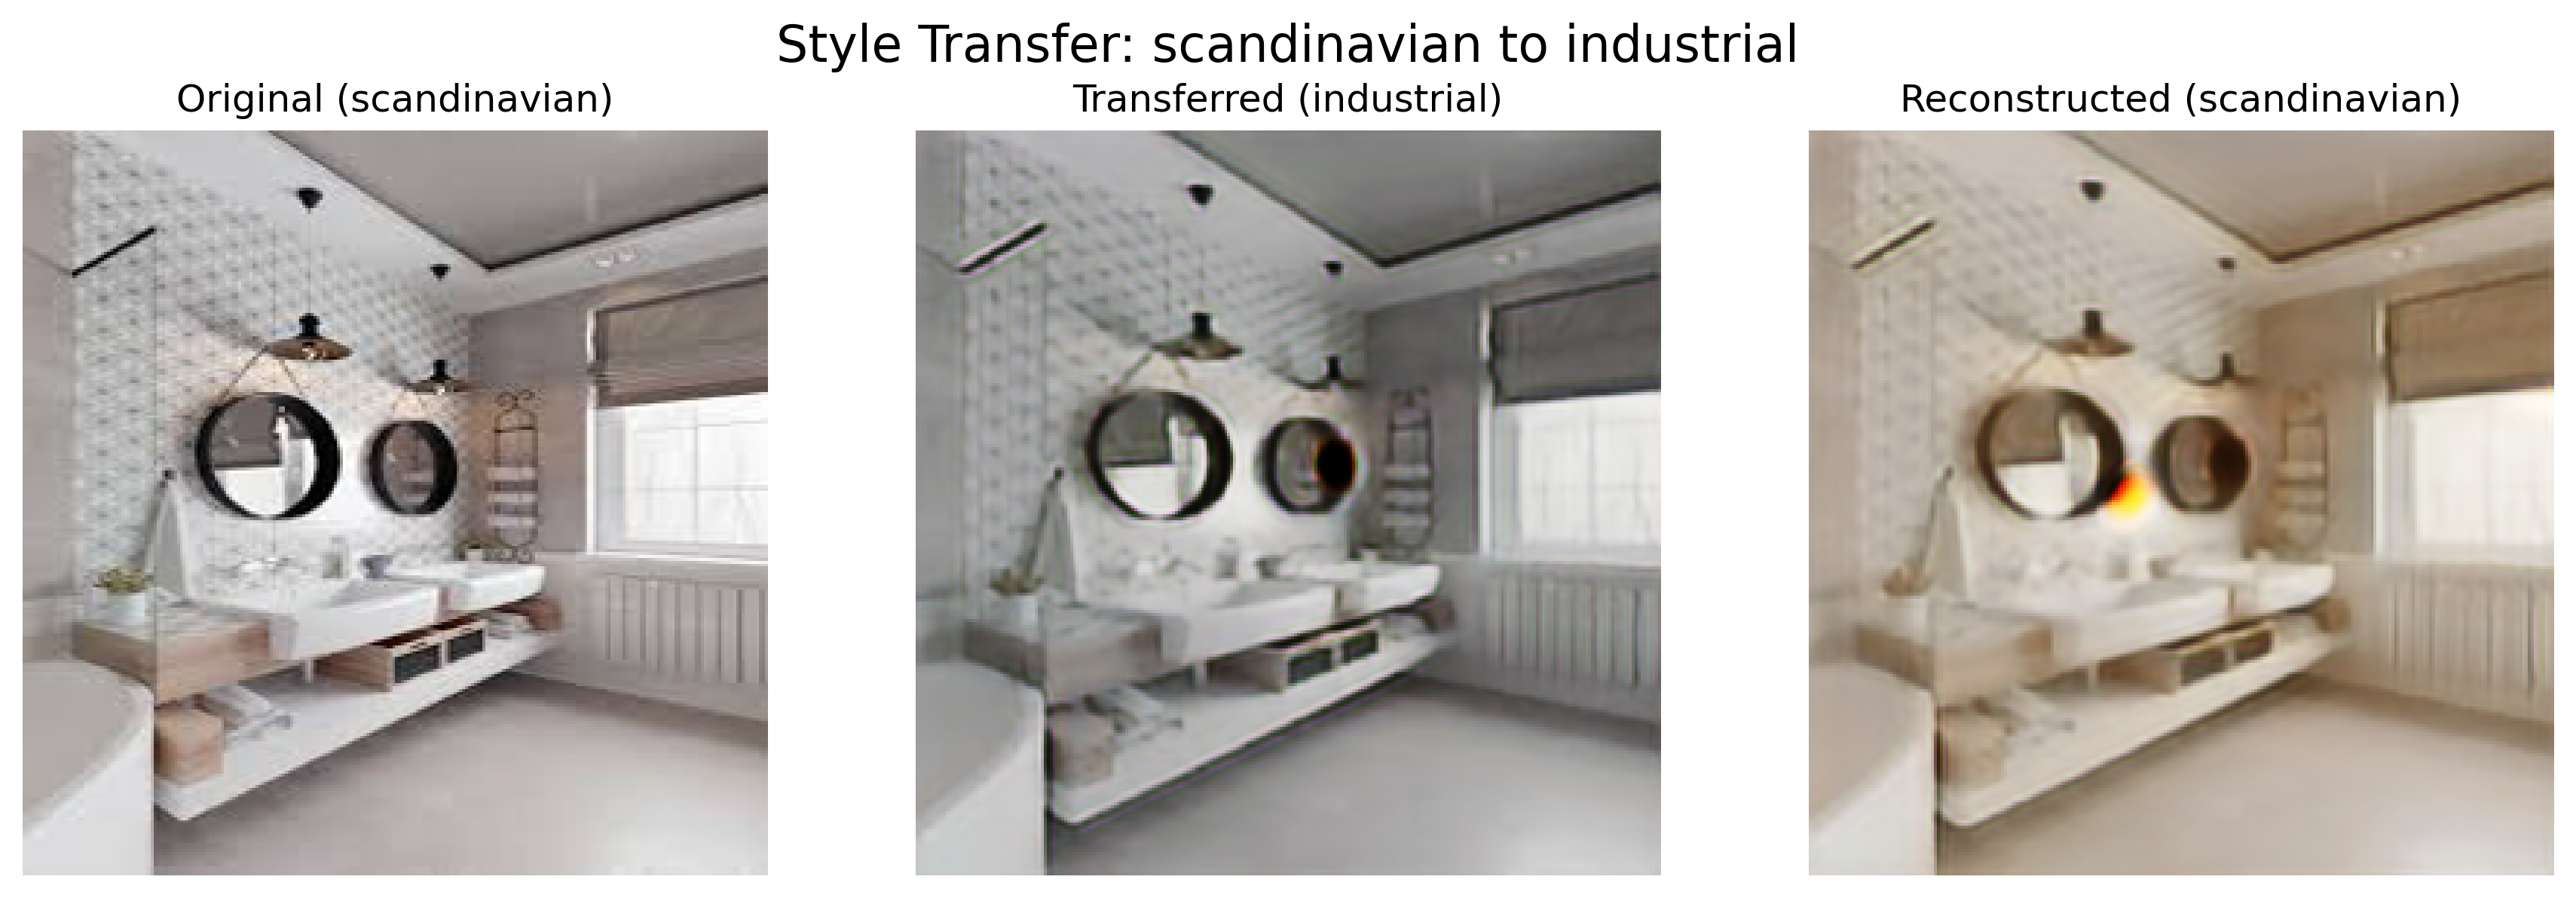 Style Transfer: scandinavian to industrial
Original (scandinavian)
Transferred (industrial)
Reconstructed (scandinavian)